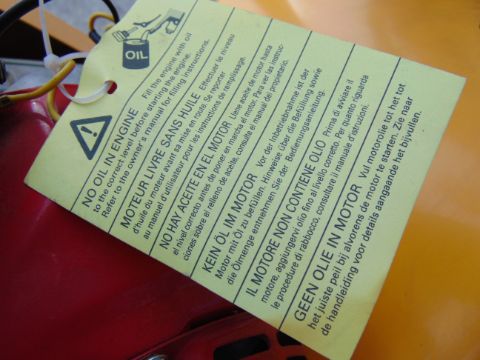 OIL
NO OIL IN ENGINE Fill the engine with oil
to the correct level before starting the engine.
Refer to the owner's manual for filling instructions.
MOTEUR LIVRE SANS HUILE Effectuer le niveau
d'huile du moteur avant sa mise en route. Se reporter
au manuel d'utilisateur pour les instructions de remplissage.
NO HAY ACEITE EN EL MOTOR Llene aceite de motor hasta
el nivel correcto antes de poner en marcha el motor. Para ver las instruc-
ciones sobre el relleno de aceite, consulte el manual del propietario.
KEIN ÖL IM MOTOR Vor der Inbetriebnahme ist der
Motor mit Öl zu befüllen. Hinweise über die Befüllung sowie
die Ölmenge entnehmen Sie der Bedienungsanleitung.
IL MOTORE NON CONTIENE OLIO Prima di avviare il
motore, aggiungervi olio fino al livello corretto. Per quanto riguarda
le procedure di rabbocco, consultare il manuale d'istruzioni.
GEEN OLIE IN MOTOR Vul motorolie tot het tot
het juiste peil bij alvorens de motor te starten. Zie naar
de handleiding voor details aangaande het bijvullen.